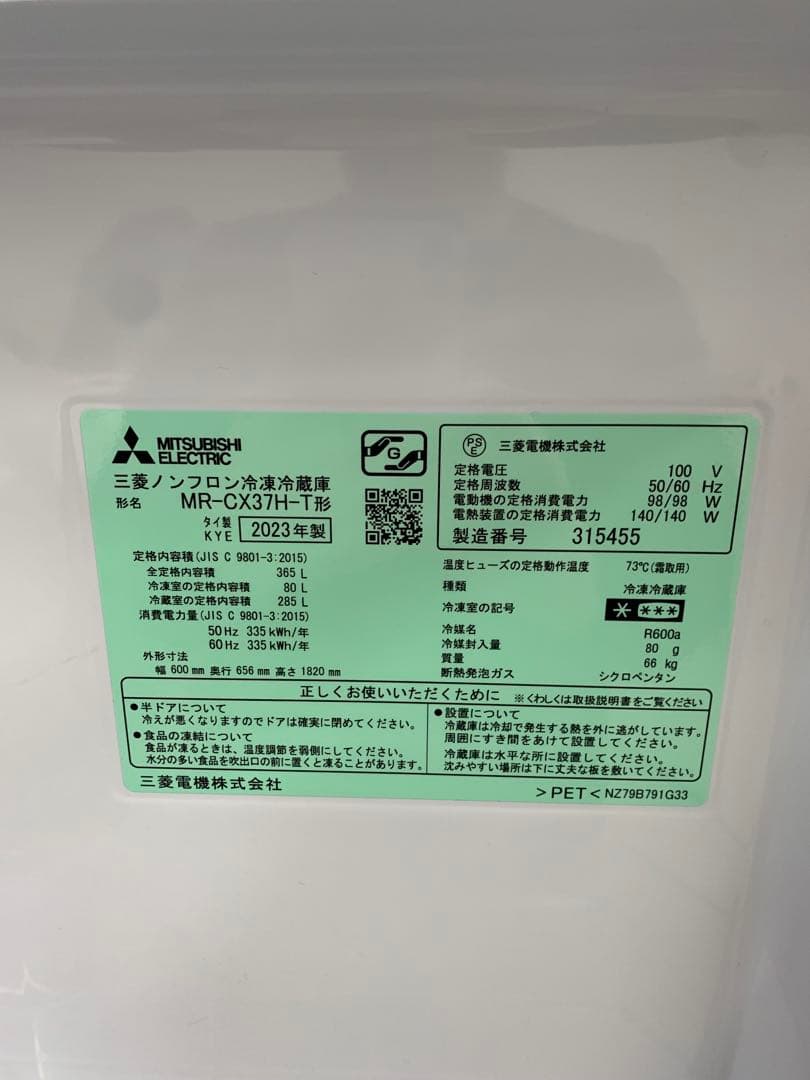 MITSUBISHI
ELECTRIC
G
三菱ノンフロン冷凍冷蔵庫
形名 MR-CX37H-T形
タイ製
KYE 2023年製
定格内容積(JIS C 9801-3:2015)
全定格内容積 365 L
冷凍室の定格内容積 80 L
冷蔵室の定格内容積 285 L
消費電力量(JIS C 9801-3:2015)
50Hz 335kWh/年
60Hz 335kWh/年
外形寸法
幅 600mm 奥行 656mm 高さ 1820mm
PSE 三菱電機株式会社
定格電圧 100 V
定格周波数 50/60 Hz
電動機の定格消費電力 98/98 W
電熱装置の定格消費電力 140/140 W
製造番号 315455
温度ヒューズの定格動作温度 73℃(霜取用)
種類 冷凍冷蔵庫
冷凍室の記号 * ***
冷媒名 R600a
冷媒封入量 80 g
質量 66 kg
断熱発泡ガス シクロペンタン
正しくお使いいただくために ※くわしくは取扱説明書をご覧ください
●半ドアについて
冷えが悪くなりますのでドアは確実に閉めてください。
●食品の凍結について
食品が凍るときは、温度調節を弱側にしてください。
水分の多い食品を吹出口の前に置くと凍ることがあります。
●設置について
冷蔵庫は冷却で発生する熱を外に逃がしています。
周囲にすき間をあけて設置してください。
冷蔵庫は水平な所に設置してください。
沈みやすい場所は下に丈夫な板を敷いてください。
三菱電機株式会社
>PET< NZ79B791G33